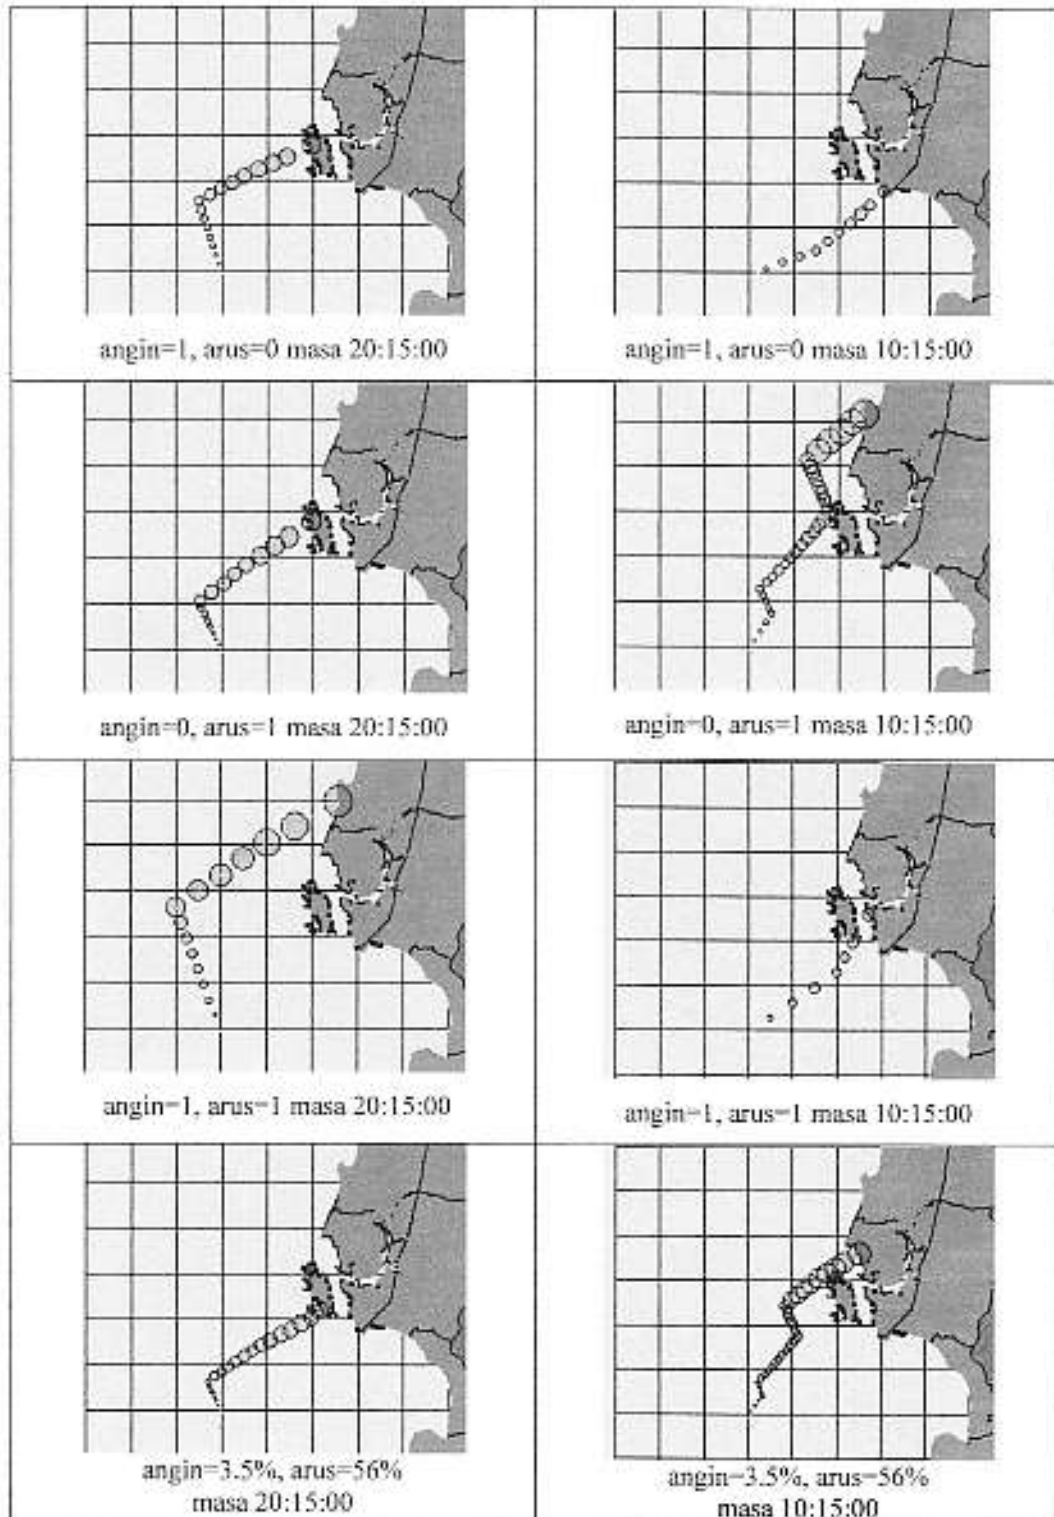 angin=1, arus=0 masa 20:15:00
angin=1, arus=0 masa 10:15:00
angin=0, arus=1 masa 20:15:00
angin=0, arus=1 masa 10:15:00
angin=1, arus=1 masa 20:15:00
angin=1, arus=1 masa 10:15:00
angin=3.5%, arus=56%
masa 20:15:00
angin=3.5%, arus=56%
masa 10:15:00